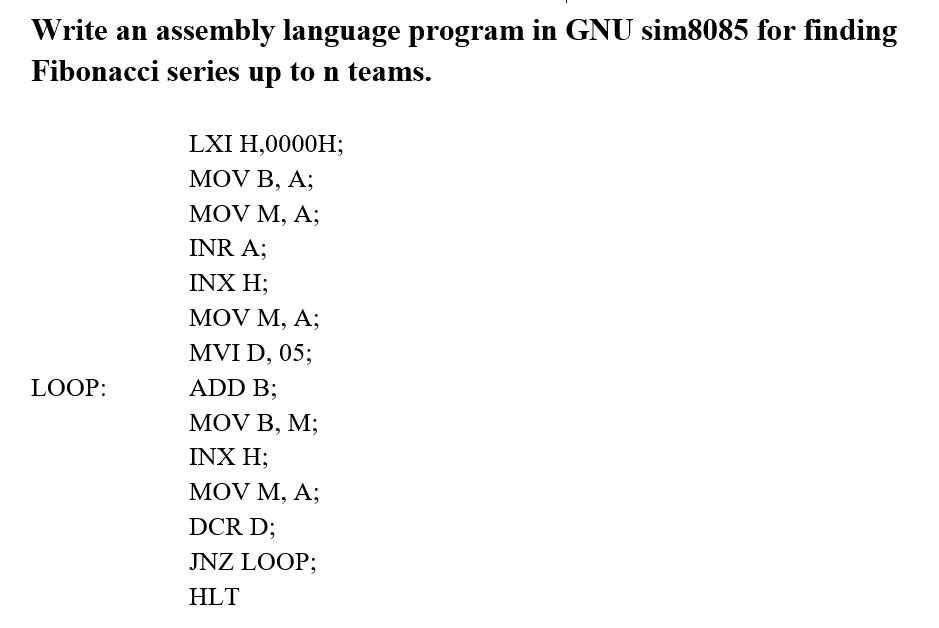 Write an assembly language program in GNU sim8085 for finding
Fibonacci series up to n teams.
LXI H,0000H;
MOV B, A;
MOV M, A;
INR A;
INX H;
MOV M, A;
MVI D, 05;
LOOP: ADD B;
MOV B, M;
INX H;
MOV M, A;
DCR D;
JNZ LOOP;
HLT